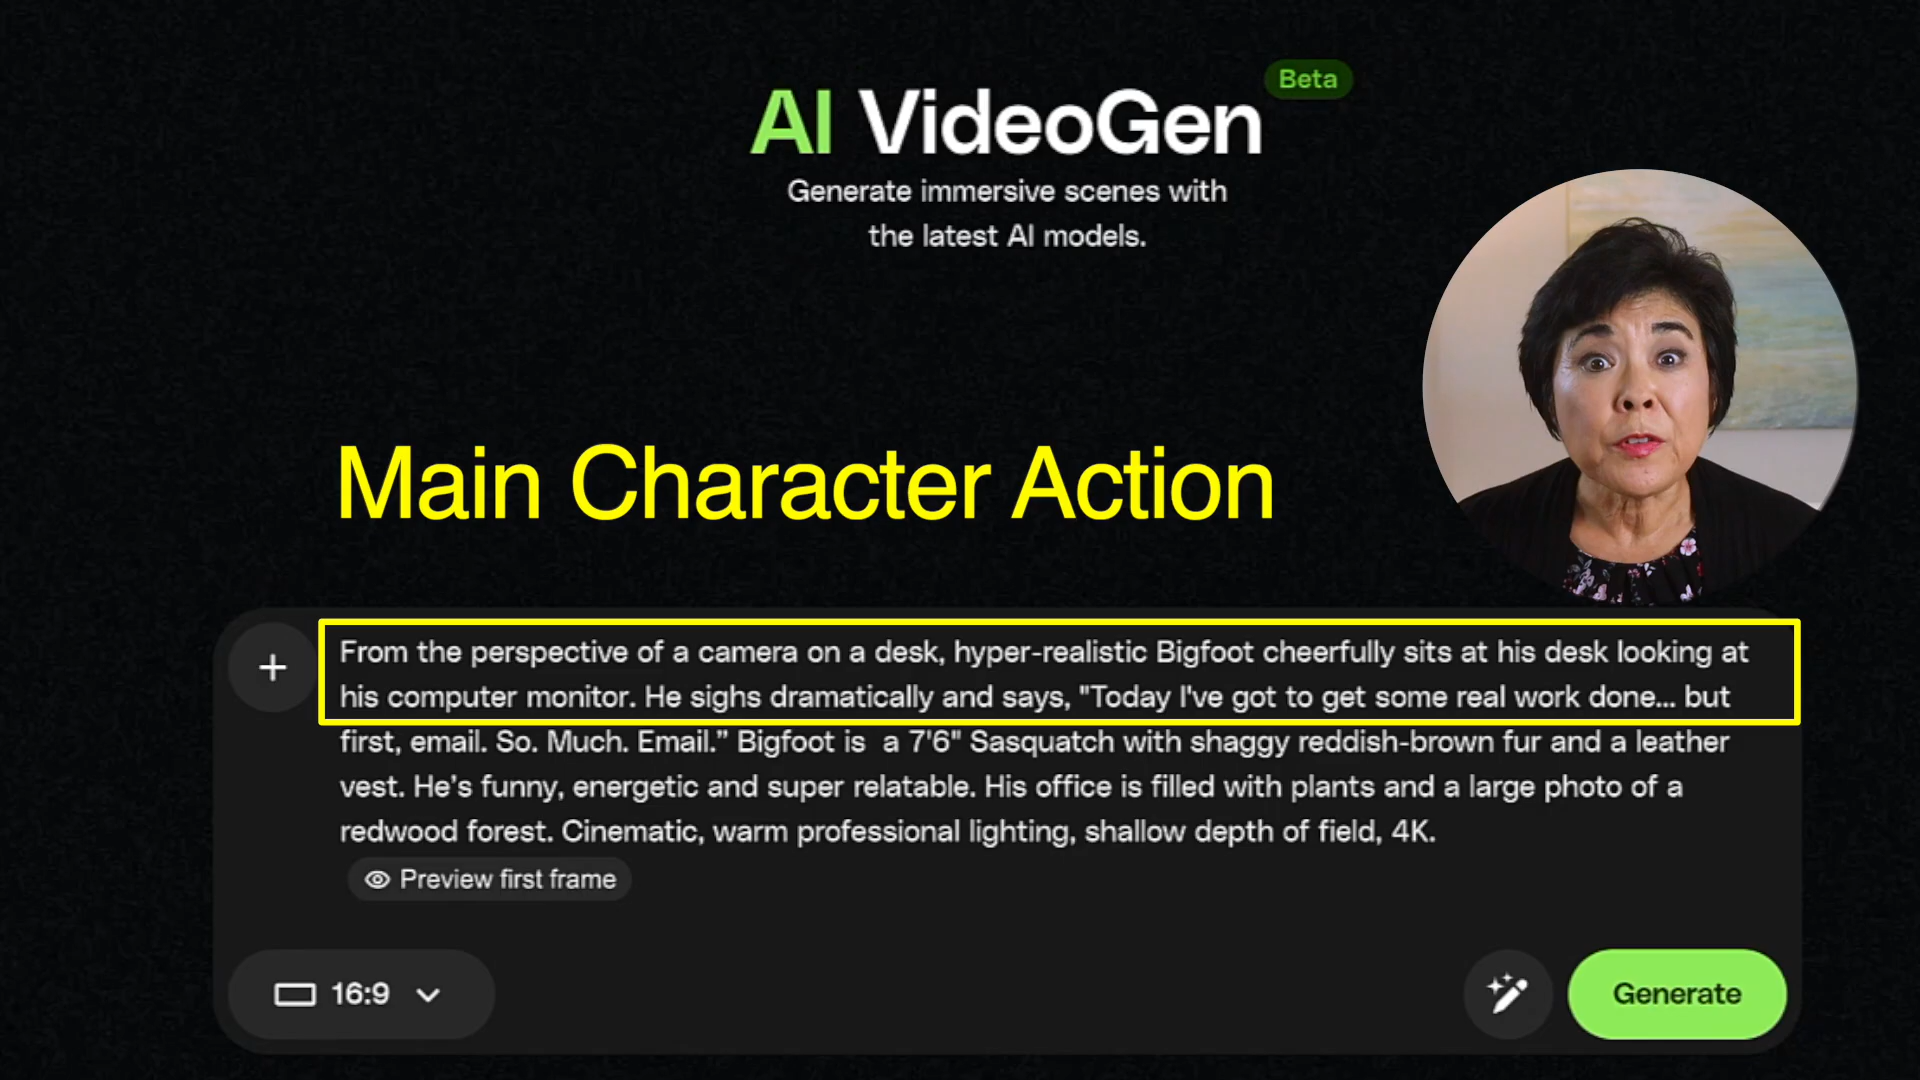 AI VideoGen Beta
Generate immersive scenes with
the latest AI models.
Main Character Action
From the perspective of a camera on a desk, hyper-realistic Bigfoot cheerfully sits at his desk looking at
his computer monitor. He sighs dramatically and says, "Today I've got to get some real work done... but
first, email. So. Much. Email.” Bigfoot is  a 7'6" Sasquatch with shaggy reddish-brown fur and a leather
vest. He's funny, energetic and super relatable. His office is filled with plants and a large photo of a
redwood forest. Cinematic, warm professional lighting, shallow depth of field, 4K.
Preview first frame
16:9
Generate